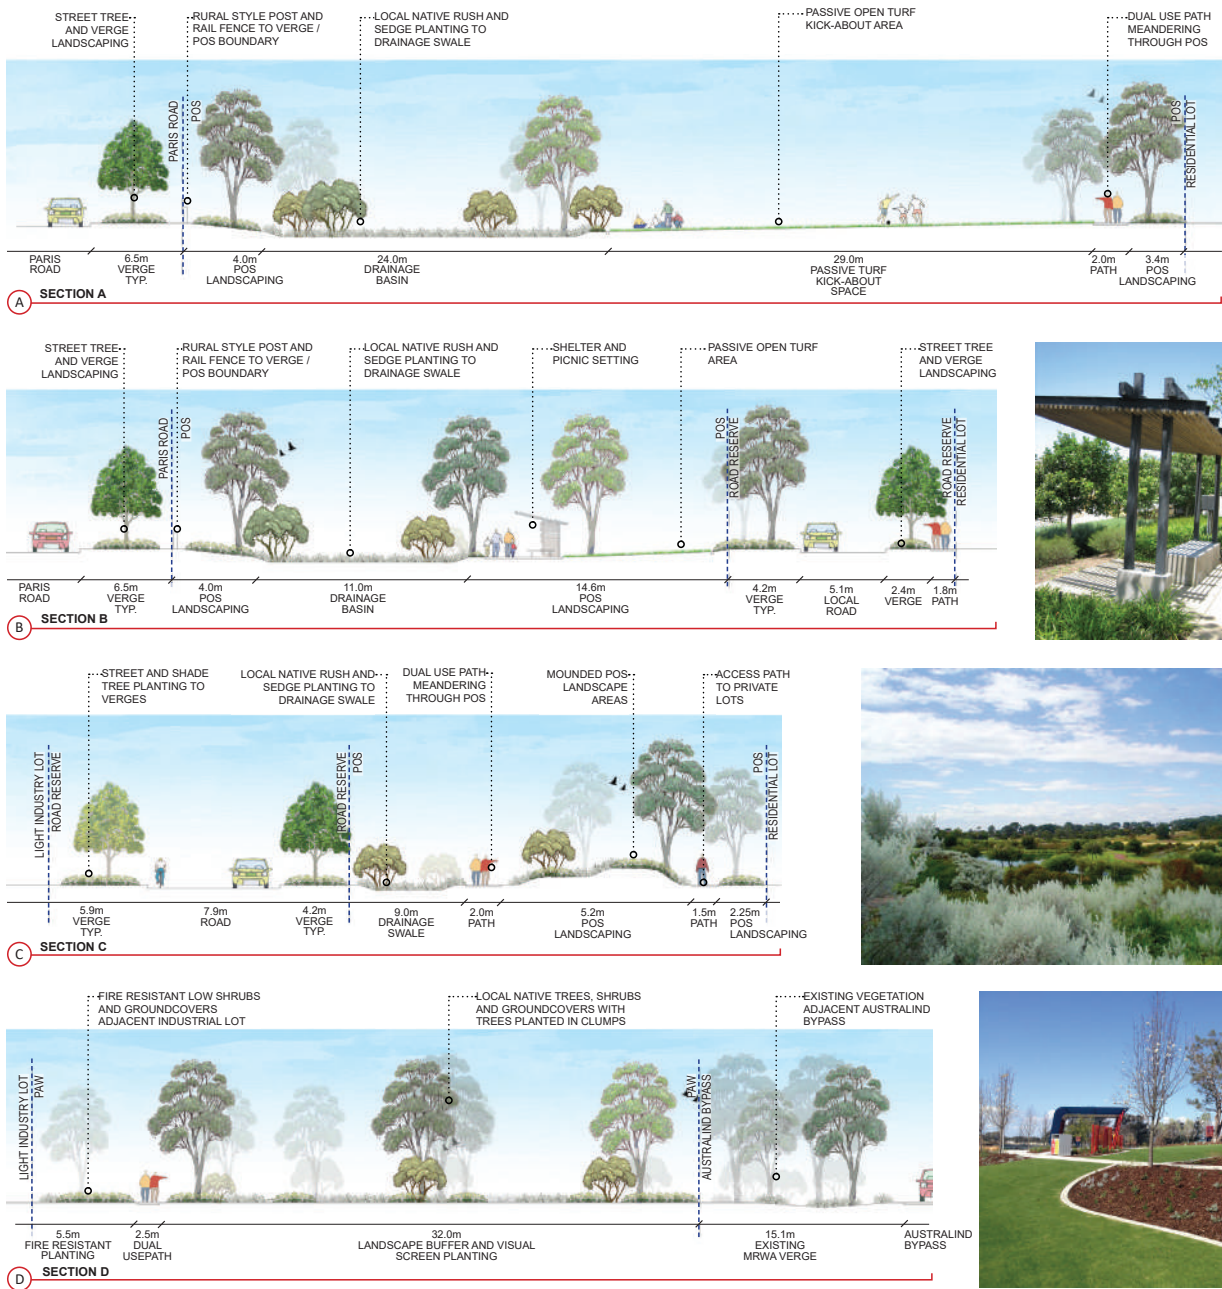 STREET TREE
AND VERGE
LANDSCAPING
RURAL STYLE POST AND
RAIL FENCE TO VERGE /
POS BOUNDARY
LOCAL NATIVE RUSH AND
SEDGE PLANTING TO
DRAINAGE SWALE
PASSIVE OPEN TURF
KICK-ABOUT AREA
DUAL USE PATH
MEANDERING
THROUGH POS
PARIS ROAD
POS
POS
RESIDENTIAL LOT
PARIS
ROAD
6.5m
VERGE
TYP.
4.0m
POS
LANDSCAPING
24.0m
DRAINAGE
BASIN
29.0m
PASSIVE TURF
KICK-ABOUT
SPACE
2.0m
PATH
3.4m
POS
LANDSCAPING
A
SECTION A
STREET TREE
AND VERGE
LANDSCAPING
RURAL STYLE POST AND
RAIL FENCE TO VERGE /
POS BOUNDARY
LOCAL NATIVE RUSH AND
SEDGE PLANTING TO
DRAINAGE SWALE
SHELTER AND
PICNIC SETTING
PASSIVE OPEN TURF
AREA
STREET TREE
AND VERGE
LANDSCAPING
PARIS ROAD
POS
POS
ROAD RESERVE
ROAD RESERVE
RESIDENTIAL LOT
PARIS
ROAD
6.5m
VERGE
TYP.
4.0m
POS
LANDSCAPING
11.0m
DRAINAGE
BASIN
14.6m
POS
LANDSCAPING
4.2m
VERGE
TYP.
5.1m
LOCAL
ROAD
2.4m
VERGE
1.8m
PATH
B
SECTION B
STREET AND SHADE
TREE PLANTING TO
VERGES
LOCAL NATIVE RUSH AND
SEDGE PLANTING TO
DRAINAGE SWALE
DUAL USE PATH
MEANDERING
THROUGH POS
MOUNDED POS
LANDSCAPE
AREAS
ACCESS PATH
TO PRIVATE
LOTS
LIGHT INDUSTRY LOT
ROAD RESERVE
ROAD RESERVE
POS
POS
RESIDENTIAL LOT
5.9m
VERGE
TYP.
7.9m
ROAD
4.2m
VERGE
TYP.
9.0m
DRAINAGE
SWALE
2.0m
PATH
5.2m
POS
LANDSCAPING
1.5m
PATH
2.25m
POS
LANDSCAPING
C
SECTION C
FIRE RESISTANT LOW SHRUBS
AND GROUNDCOVERS
ADJACENT INDUSTRIAL LOT
LOCAL NATIVE TREES, SHRUBS
AND GROUNDCOVERS WITH
TREES PLANTED IN CLUMPS
EXISTING VEGETATION
ADJACENT AUSTRALIND
BYPASS
LIGHT INDUSTRY LOT
PAW
PAW
AUSTRALIND BYPASS
5.5m
FIRE RESISTANT
PLANTING
2.5m
DUAL
USEPATH
32.0m
LANDSCAPE BUFFER AND VISUAL
SCREEN PLANTING
15.1m
EXISTING
MRWA VERGE
AUSTRALIND
BYPASS
D
SECTION D